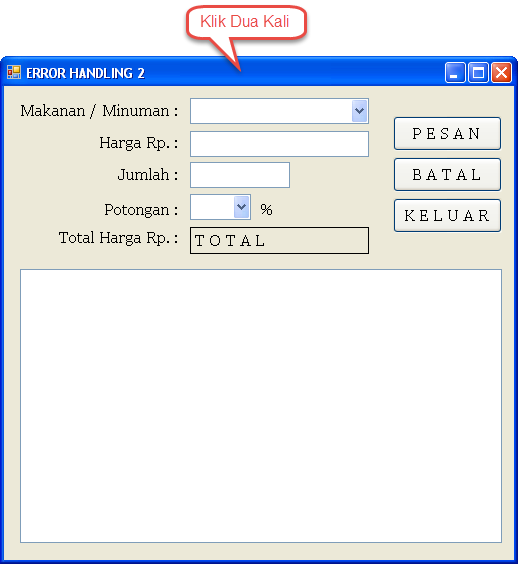 Klik Dua Kali
ERROR HANDLING 2
Makanan / Minuman :
Harga Rp. :
Jumlah :
Potongan : %
Total Harga Rp. : T O T A L
P E S A N
B A T A L
K E L U A R